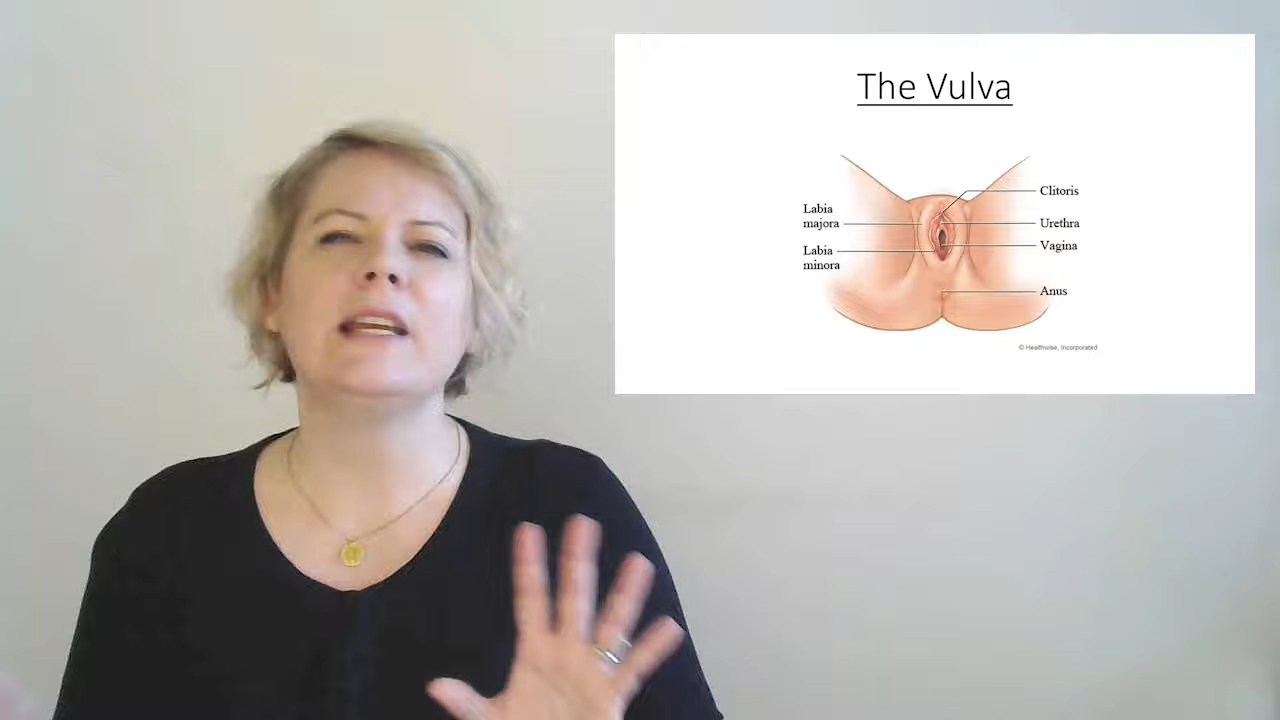 The Vulva
Clitoris
Labia
majora
Urethra
Vagina
Labia
minora
Anus
© Healthwise, Incorporated